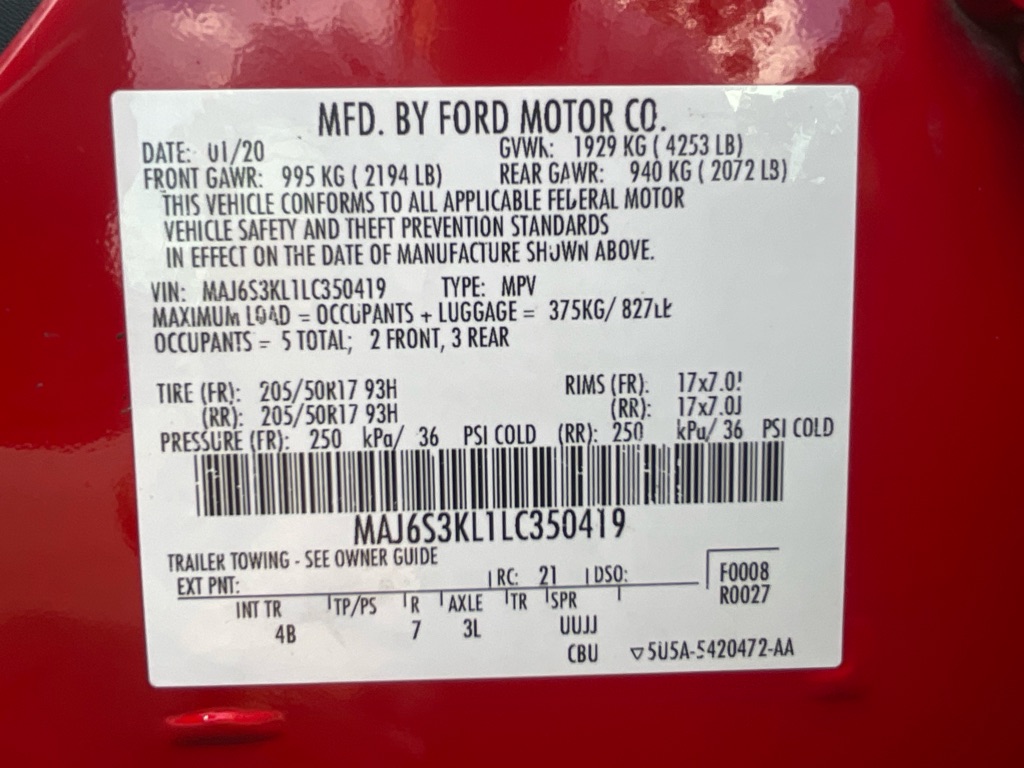 MFD. BY FORD MOTOR CO.
DATE: 01/20 GVWR: 1929 KG ( 4253 LB)
FRONT GAWR: 995 KG ( 2194 LB) REAR GAWR: 940 KG ( 2072 LB)
THIS VEHICLE CONFORMS TO ALL APPLICABLE FEDERAL MOTOR
VEHICLE SAFETY AND THEFT PREVENTION STANDARDS
IN EFFECT ON THE DATE OF MANUFACTURE SHOWN ABOVE.
VIN: MAJ6S3KL1LC350419 TYPE: MPV
MAXIMUM LOAD = OCCUPANTS + LUGGAGE = 375KG/ 827LB
OCCUPANTS = 5 TOTAL; 2 FRONT, 3 REAR
TIRE (FR): 205/50R17 93H RIMS (FR): 17x7.0J
(RR): 205/50R17 93H (RR): 17x7.0J
PRESSURE (FR): 250 kPa/ 36 PSI COLD (RR): 250 kPa/ 36 PSI COLD
MAJ6S3KL1LC350419
TRAILER TOWING - SEE OWNER GUIDE
EXT PNT: RC: 21 DSO: F0008
R0027
INT TR TP/PS R AXLE TR SPR
4B 7 3L UUJJ
CBU ▽5U5A-5420472-AA